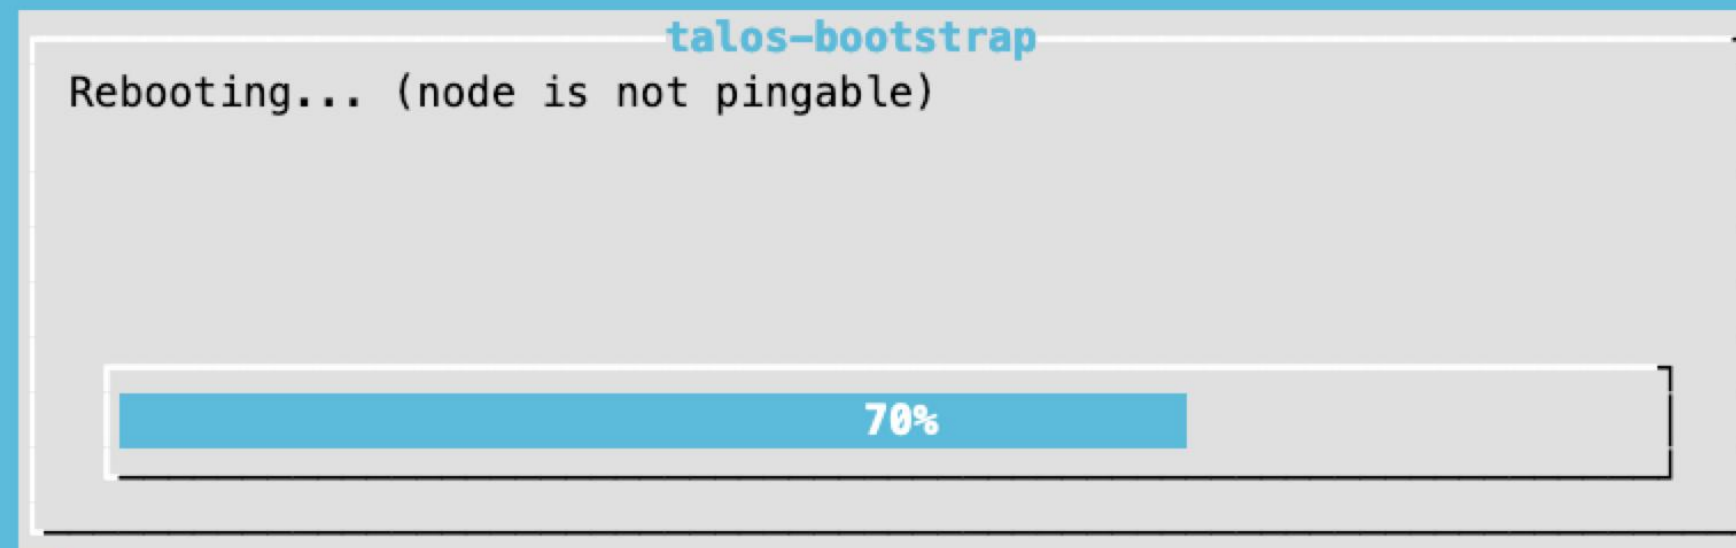 talos-bootstrap
Rebooting... (node is not pingable)
70%